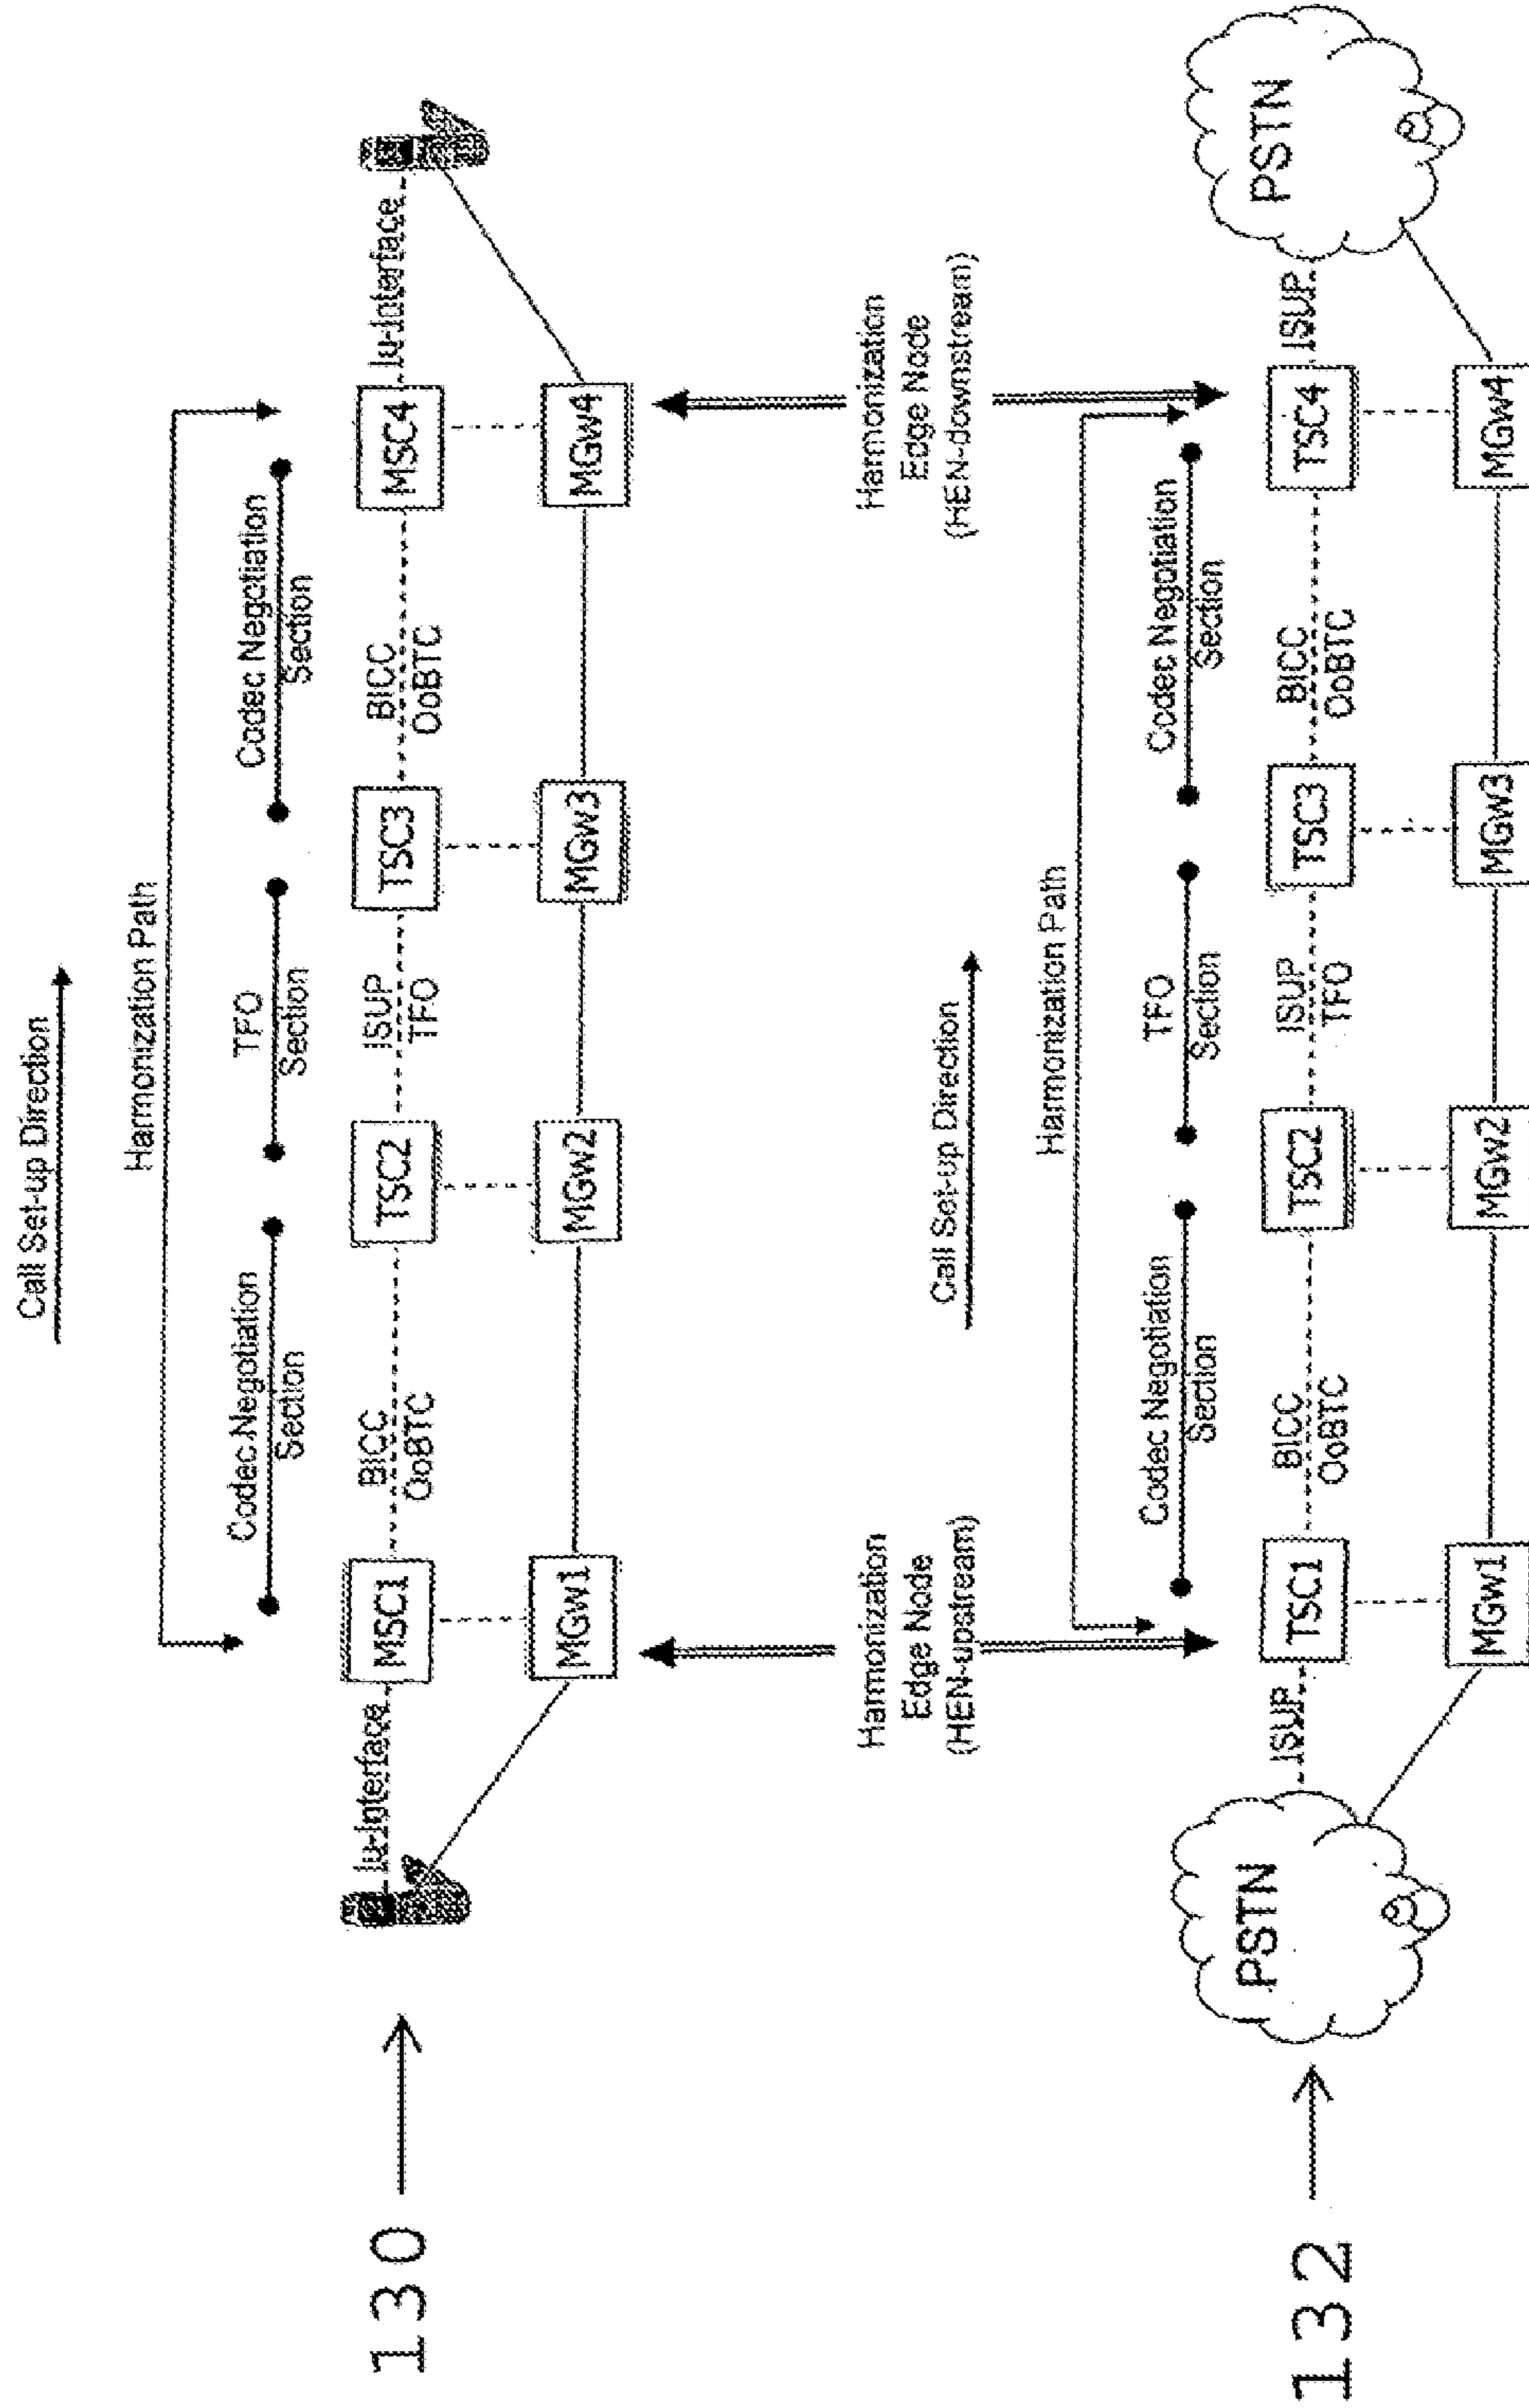 Call Set-up Direction
Harmonization Path
Codec Negotiation
Section
TFO
Section
Codec Negotiation
Section
130
Iu-Interface
MSC1
BICC
OoBTC
TSC2
ISUP
TFO
TSC3
BICC
OoBTC
MSC4
Iu-Interface
MGw1
MGw2
MGw3
MGw4
Harmonization
Edge Node
(HEN-upstream)
Harmonization
Edge Node
(HEN-downstream)
Call Set-up Direction
Harmonization Path
Codec Negotiation
Section
TFO
Section
Codec Negotiation
Section
132
PSTN
ISUP
TSC1
BICC
OoBTC
TSC2
ISUP
TFO
TSC3
BICC
OoBTC
TSC4
ISUP
PSTN
MGw1
MGw2
MGw3
MGw4